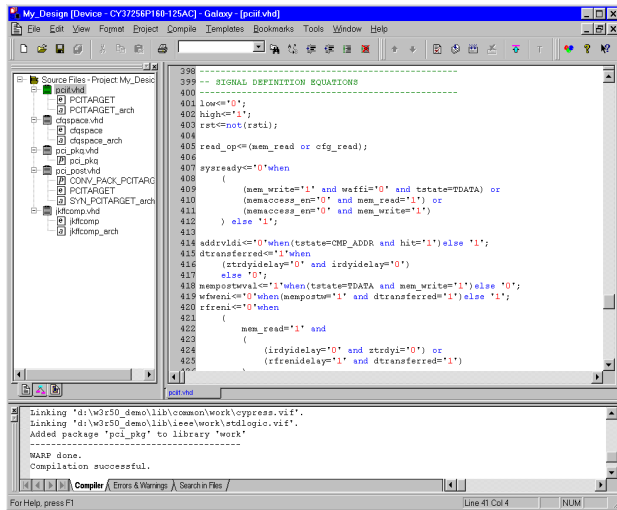 My_Design [Device - CY37256P160-125AC] - Galaxy - [pciif.vhd]
File Edit View Format Project Compile Templates Bookmarks Tools Window Help
Source Files - Project: My_Desic
pciif.vhd
PCITARGET
PCITARGET_arch
cfqspace.vhd
cfqspace
cfqspace_arch
pci_pkq.vhd
pci_pkq
pci_post.vhd
CONV_PACK_PCITARG
PCITARGET
SYN_PCITARGET_arch
jkftcomp.vhd
jkftcomp
jkftcomp_arch
398 -------------------------------------------------
399 -- SIGNAL DEFINITION EQUATIONS
400 -------------------------------------------------
401 low<='0';
402 high<='1';
403 rst<=not(rsti);
404
405 read_op<=(mem_read or cfg_read);
406
407 sysready<='0'when
408 (
409 (mem_write='1' and waffi='0' and tstate=TDATA) or
410 (memaccess_en='0' and mem_read='1') or
411 (memaccess_en='0' and mem_write='1')
412 ) else '1';
413
414 addrvldi<='0'when(tstate=CMP_ADDR and hit='1')else '1';
415 dtransferred<='1'when
416 (ztrdyidelay='0' and irdyidelay='0')
417 else '0';
418 mempostwval<='1'when(tstate=TDATA and mem_write='1')else '0';
419 wfweni<='0'when(mempostw='1' and dtransferred='1')else '1';
420 rfreni<='0'when
421 (
422 mem_read='1' and
423 (
424 (irdyidelay='0' and ztrdyi='0') or
425 (rfrenidelay='1' and dtransferred='1')
pciif.vhd
Linking 'd:\w3r50_demo\lib\common\work\cypress.vif'.
Linking 'd:\w3r50_demo\lib\ieee\work\stdlogic.vif'.
Added package 'pci_pkg' to library 'work'
----------------------------------------
WARP done.
Compilation successful.
Compiler Errors & Warnings Search in Files
For Help, press F1 Line 41 Col 4 NUM